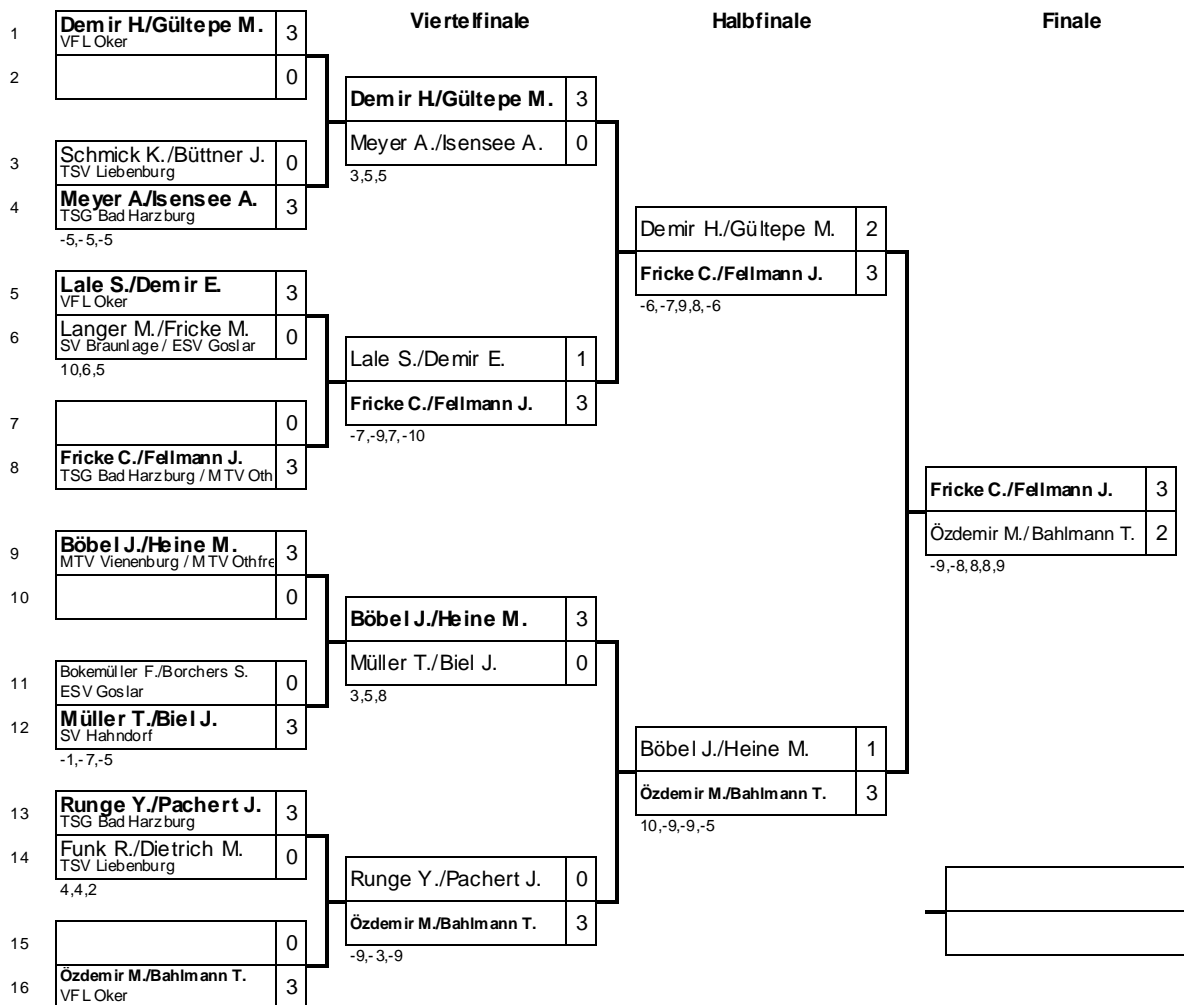 Viertelfinale Halbfinale Finale
1 Demir H./Gültepe M. 3
VFL Oker
2 0
3 Schmick K./Büttner J. 0
TSV Liebenburg
4 Meyer A./Isensee A. 3
TSG Bad Harzburg
-5,-5,-5
5 Lale S./Demir E. 3
VFL Oker
6 Langer M./Fricke M. 0
SV Braunlage / ESV Goslar
10,6,5
7 0
8 Fricke C./Fellmann J. 3
TSG Bad Harzburg / MTV Oth
9 Böbel J./Heine M. 3
MTV Vienenburg / MTV Othfre
10 0
11 Bokemüller F./Borchers S. 0
ESV Goslar
12 Müller T./Biel J. 3
SV Hahndorf
-1,-7,-5
13 Runge Y./Pachert J. 3
TSG Bad Harzburg
14 Funk R./Dietrich M. 0
TSV Liebenburg
4,4,2
15 0
16 Özdemir M./Bahlmann T. 3
VFL Oker
Demir H./Gültepe M. 3
Meyer A./Isensee A. 0
3,5,5
Lale S./Demir E. 1
Fricke C./Fellmann J. 3
-7,-9,7,-10
Böbel J./Heine M. 3
Müller T./Biel J. 0
3,5,8
Runge Y./Pachert J. 0
Özdemir M./Bahlmann T. 3
-9,-3,-9
Demir H./Gültepe M. 2
Fricke C./Fellmann J. 3
-6,-7,9,8,-6
Böbel J./Heine M. 1
Özdemir M./Bahlmann T. 3
10,-9,-9,-5
Fricke C./Fellmann J. 3
Özdemir M./Bahlmann T. 2
-9,-8,8,8,9